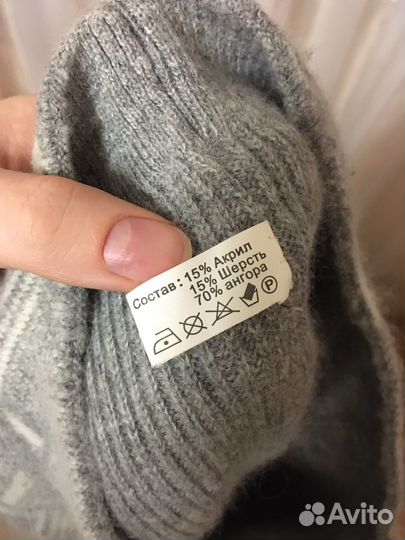 Состав : 15% Акрил
15% Шерсть
70% ангора
Avito